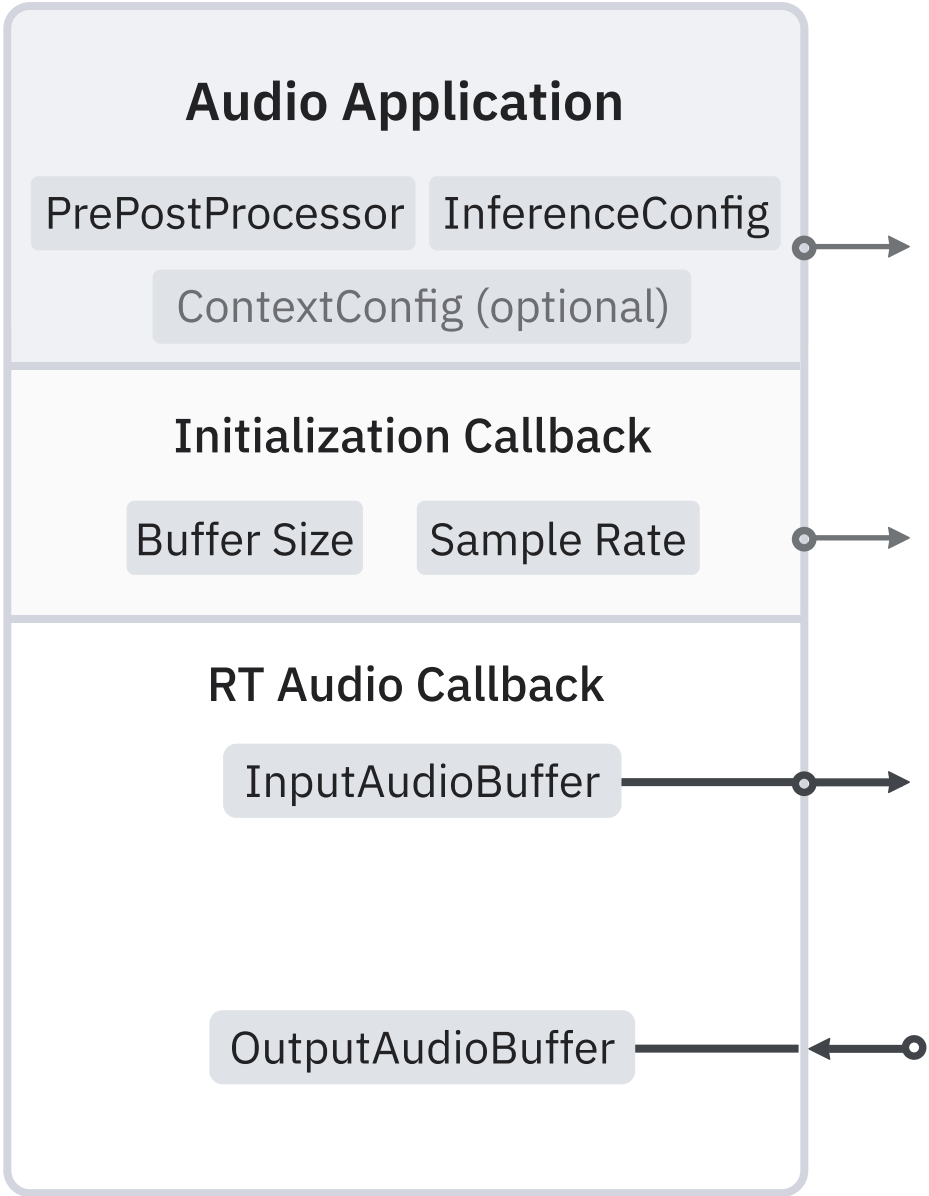 Audio Application
PrePostProcessor InferenceConfig
ContextConfig (optional)
Initialization Callback
Buffer Size Sample Rate
RT Audio Callback
InputAudioBuffer
OutputAudioBuffer